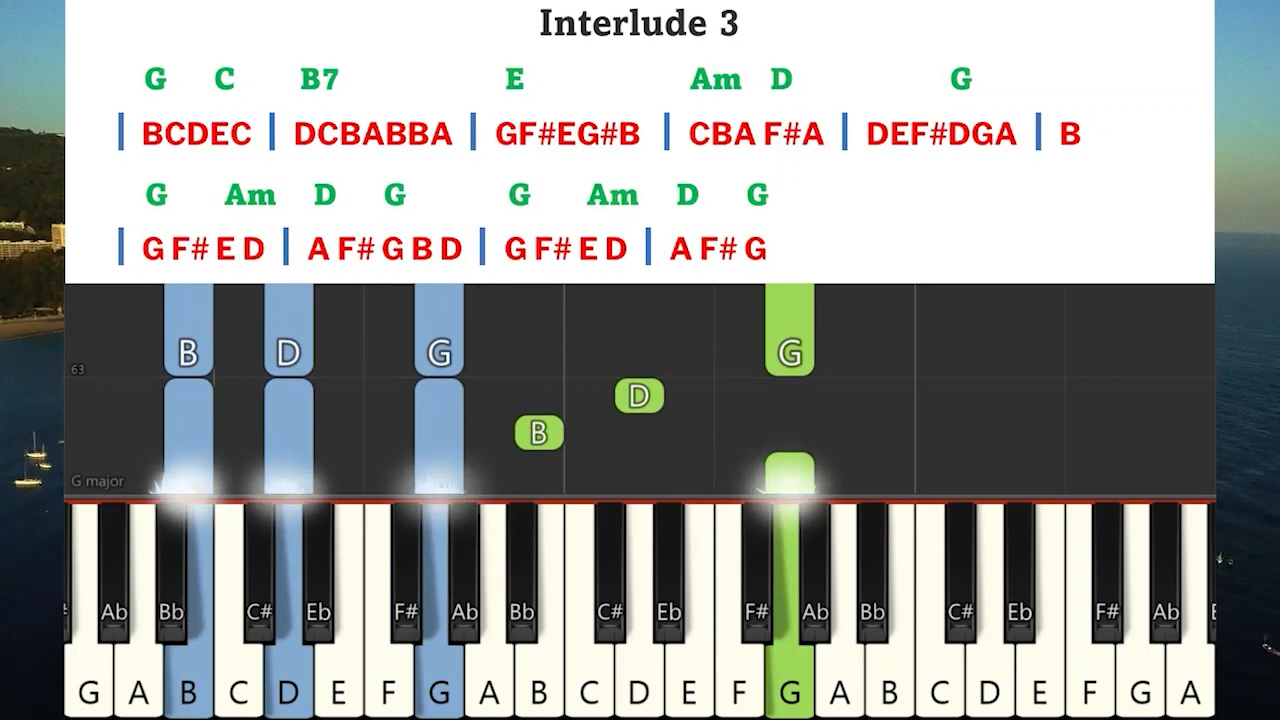 Interlude 3
G C B7 E Am D G
| BCDEC | DCBABBA | GF#EG#B | CBA F#A | DEF#DGA | B
G Am D G G Am D G
| G F# E D | A F# G B D | G F# E D | A F# G
B D G G
63
D
B
G major
Ab Bb C# Eb F# Ab Bb C# Eb F# Ab Bb C# Eb F# Ab
G A B C D E F G A B C D E F G A B C D E F G A